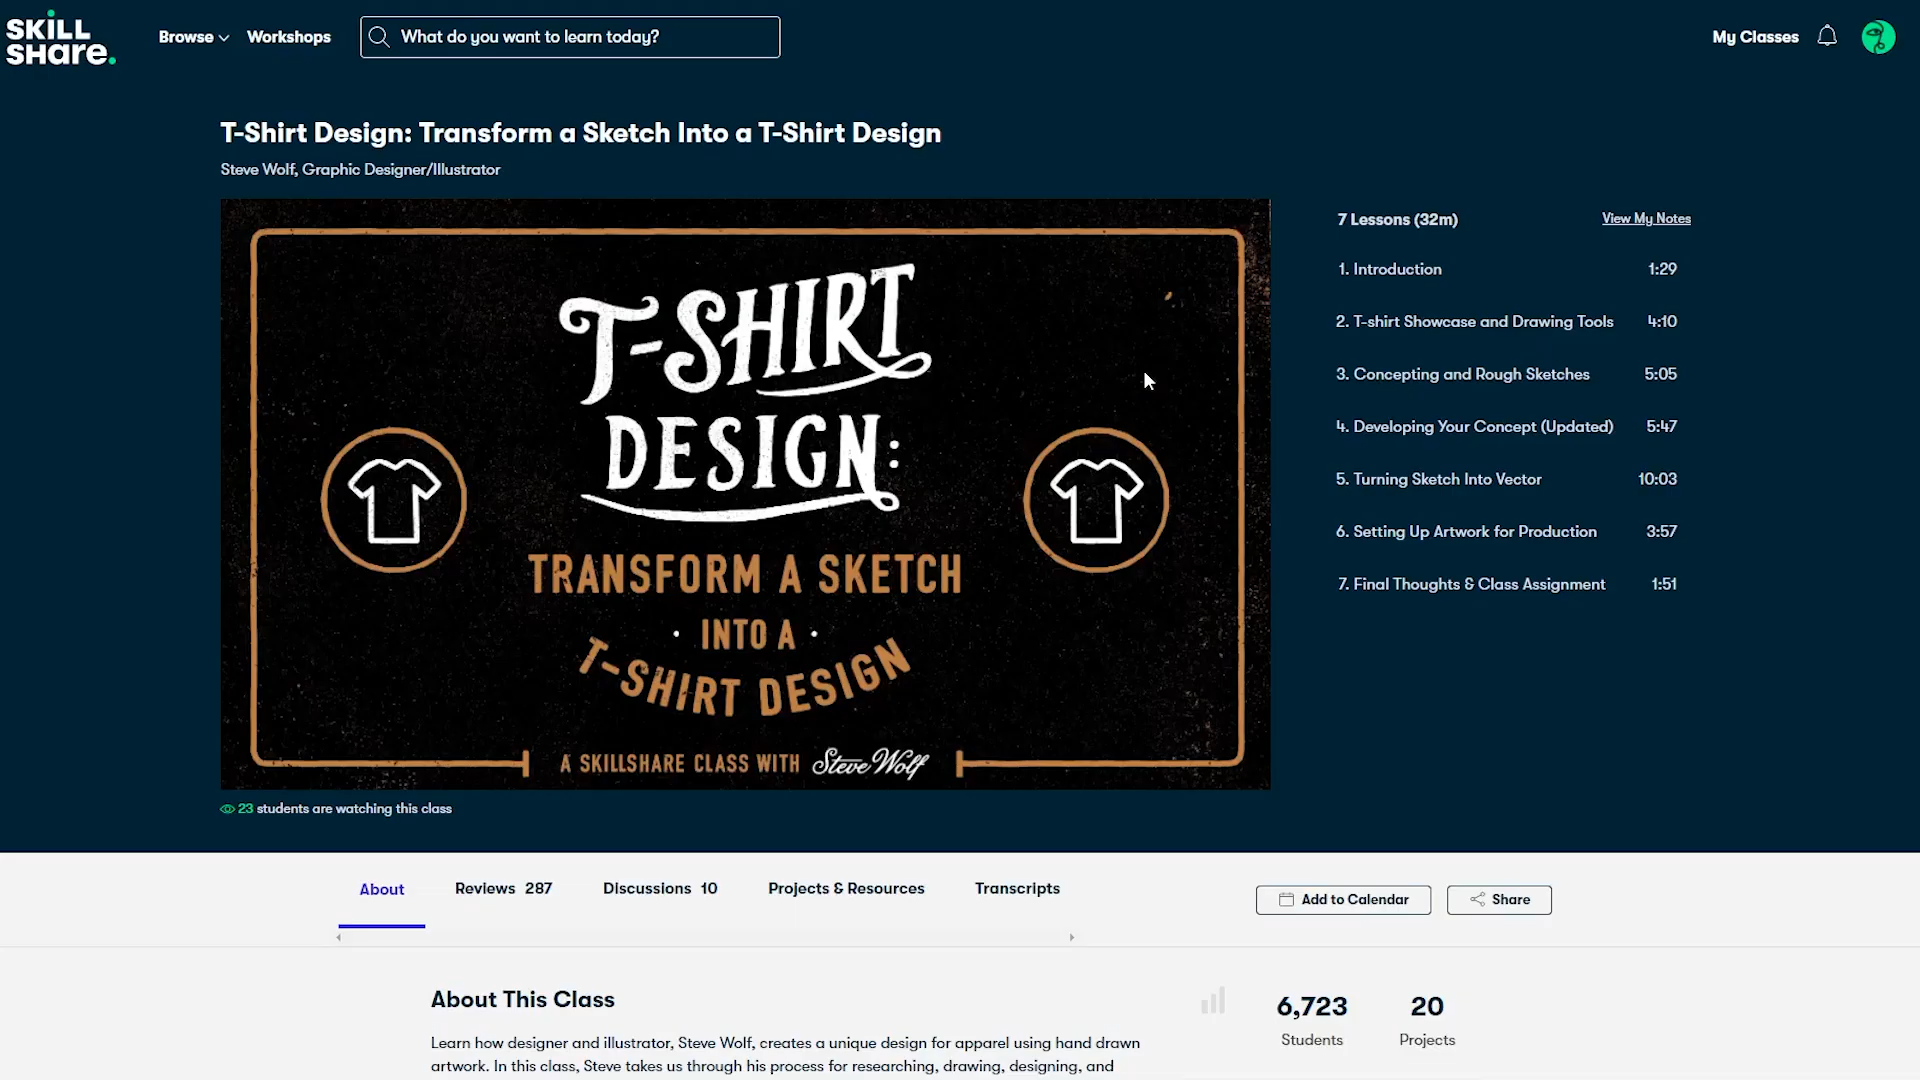 SKILL
SHARE.
Browse
Workshops
What do you want to learn today?
My Classes
T-Shirt Design: Transform a Sketch Into a T-Shirt Design
Steve Wolf, Graphic Designer/Illustrator
T-SHIRT
DESIGN:
TRANSFORM A SKETCH
· INTO A ·
T-SHIRT DESIGN
A SKILLSHARE CLASS WITH Steve Wolf
7 Lessons (32m)
View My Notes
1. Introduction 1:29
2. T-shirt Showcase and Drawing Tools 4:10
3. Concepting and Rough Sketches 5:05
4. Developing Your Concept (Updated) 5:47
5. Turning Sketch Into Vector 10:03
6. Setting Up Artwork for Production 3:57
7. Final Thoughts & Class Assignment 1:51
23 students are watching this class
About
Reviews 287
Discussions 10
Projects & Resources
Transcripts
Add to Calendar
Share
About This Class
Learn how designer and illustrator, Steve Wolf, creates a unique design for apparel using hand drawn
artwork. In this class, Steve takes us through his process for researching, drawing, designing, and
6,723
Students
20
Projects